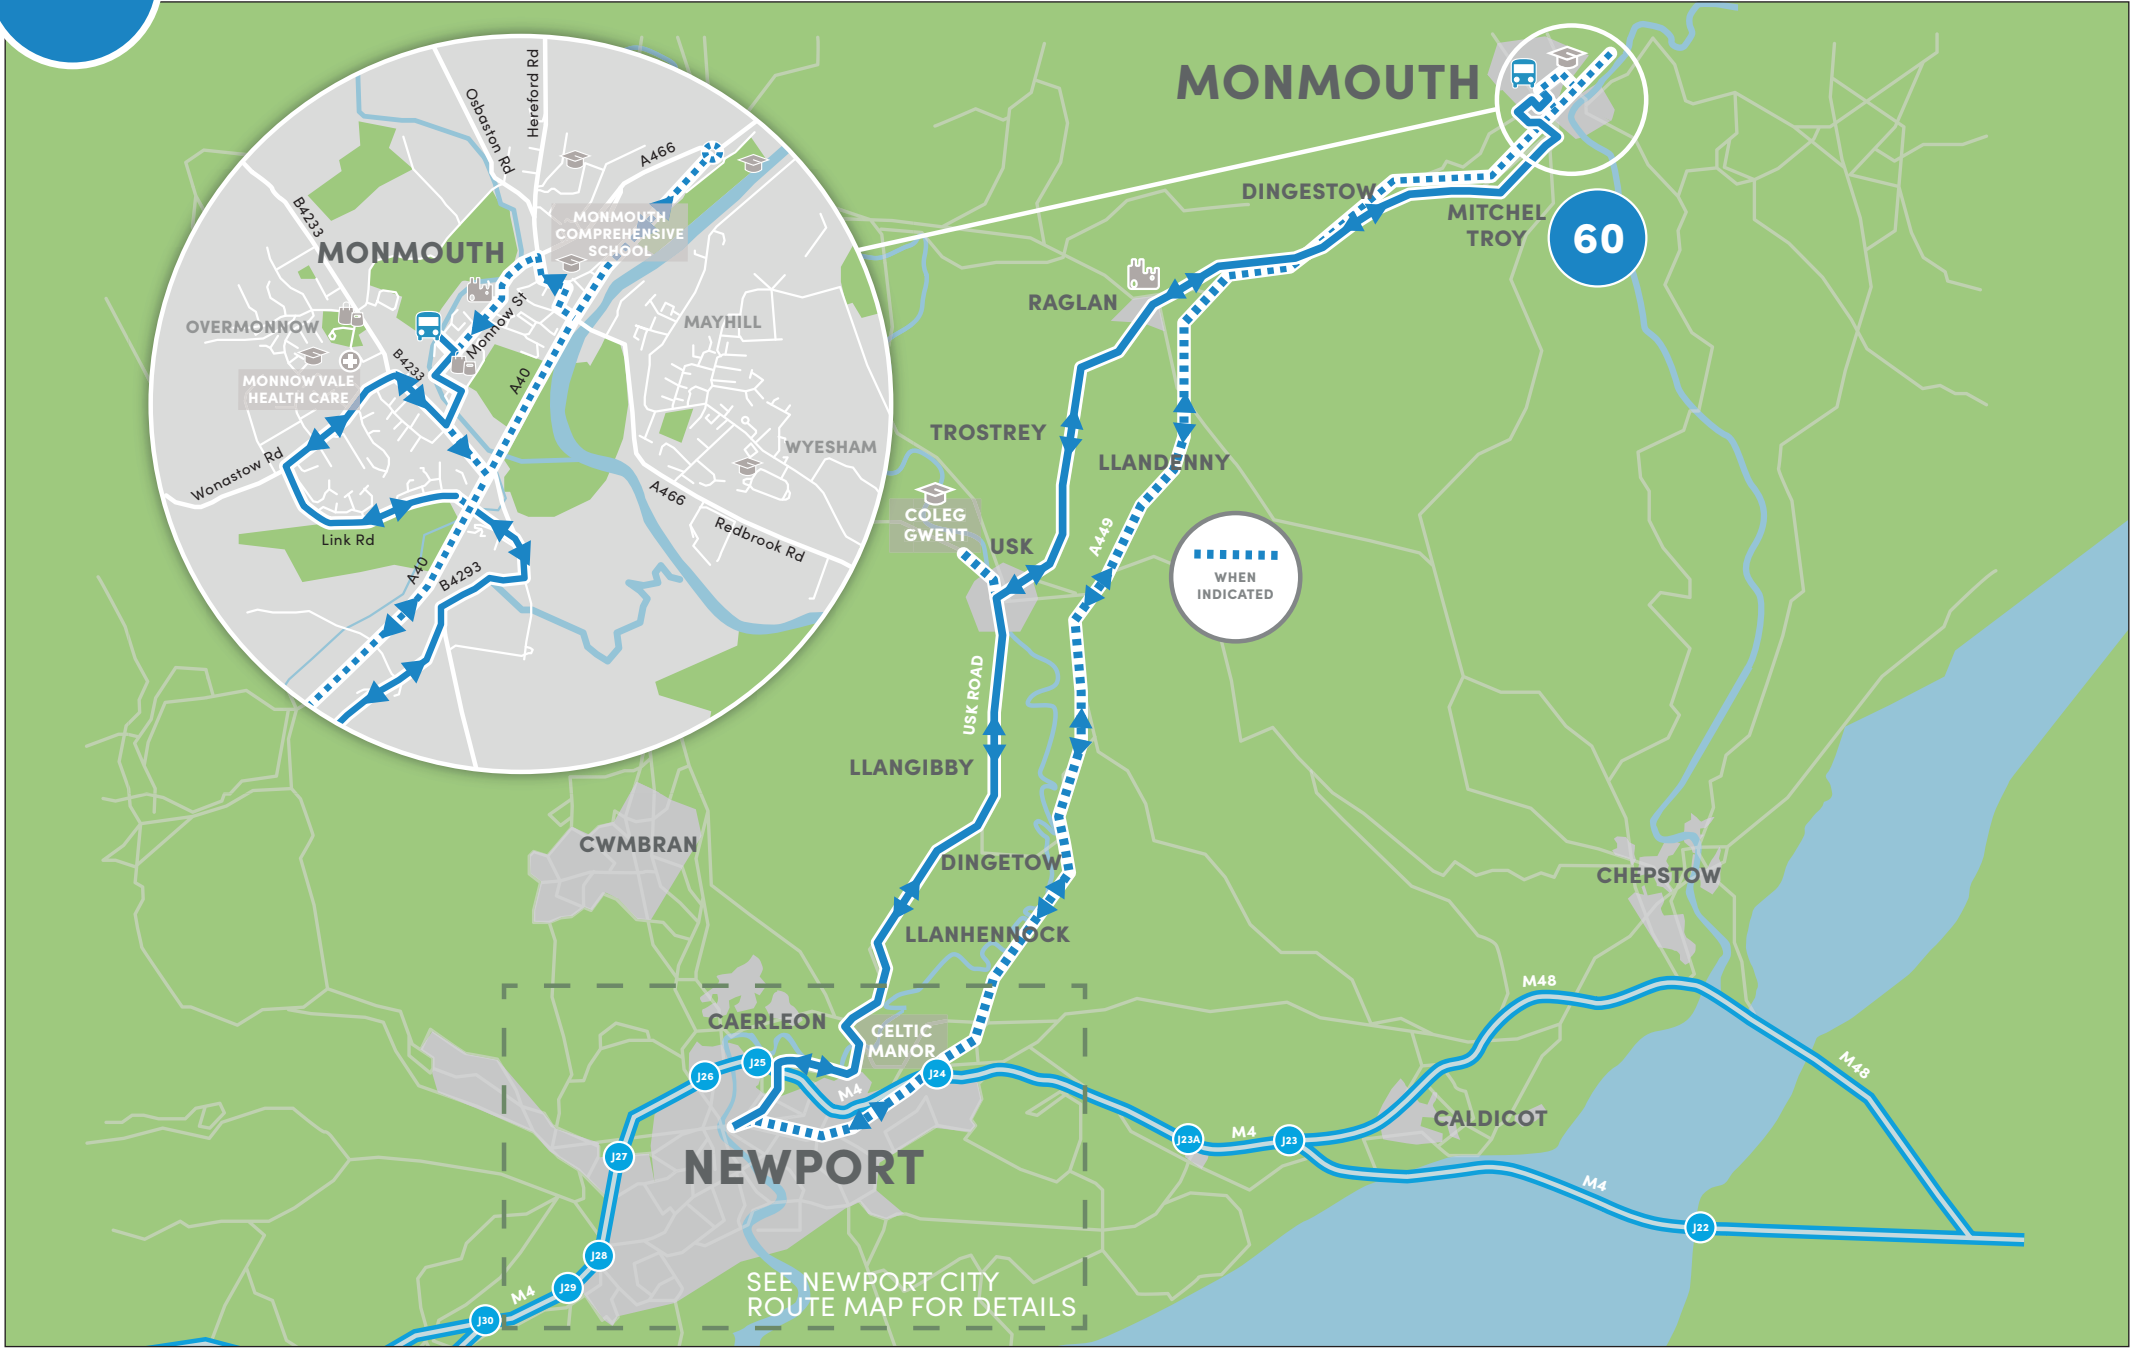 MONMOUTH
DINGESTOW
MITCHEL
TROY
60
RAGLAN
TROSTREY
LLANDENNY
COLEG
GWENT
USK
A449
WHEN
INDICATED
USK ROAD
LLANGIBBY
CWMBRAN
DINGETOW
LLANHENNOCK
CHEPSTOW
CAERLEON
CELTIC
MANOR
M48
M48
J25
J26
J24
M4
CALDICOT
J23A
M4
J23
J27
NEWPORT
M4
J22
J28
J29
M4
J30
SEE NEWPORT CITY
ROUTE MAP FOR DETAILS
Osbaston Rd
Hereford Rd
A466
B4233
MONMOUTH
COMPREHENSIVE
SCHOOL
MONMOUTH
OVERMONNOW
Monnow St
MAYHILL
B4233
MONNOW VALE
HEALTH CARE
A40
WYESHAM
Wonastow Rd
A466
Redbrook Rd
Link Rd
A40
B4293